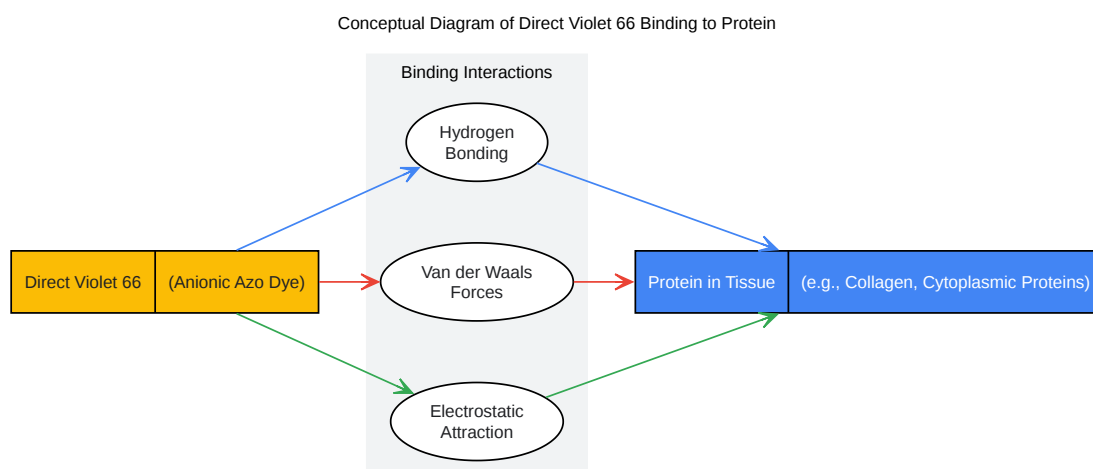 Conceptual Diagram of Direct Violet 66 Binding to Protein
Binding Interactions
Hydrogen
Bonding
Direct Violet 66
(Anionic Azo Dye)
Van der Waals
Forces
Protein in Tissue
(e.g., Collagen, Cytoplasmic Proteins)
Electrostatic
Attraction